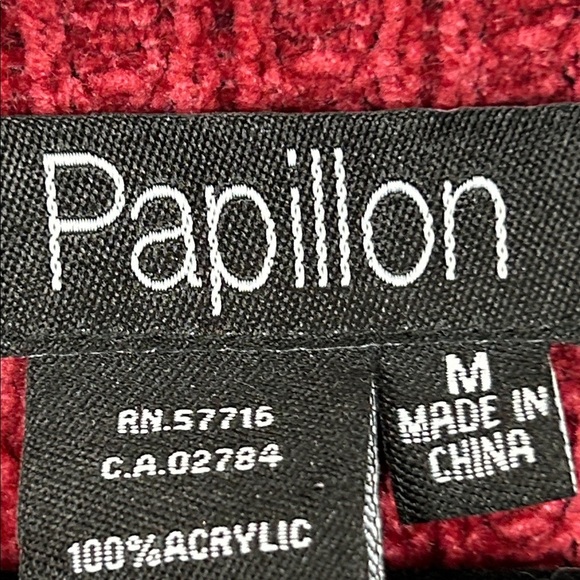 Papillon
RN.57716
C.A.02784
100%ACRYLIC
M
MADE IN
CHINA